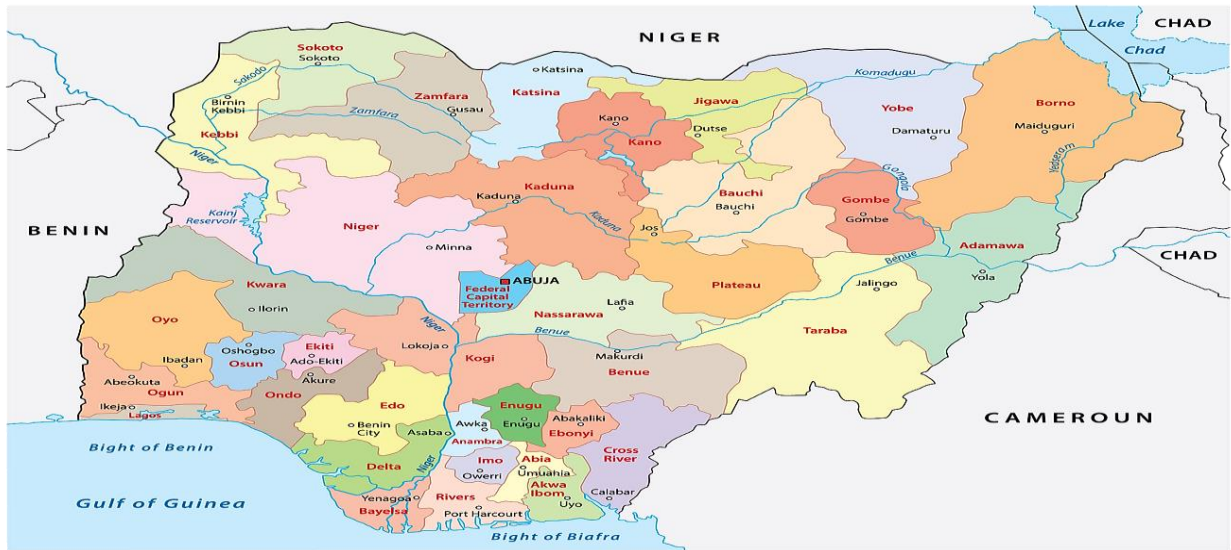 NIGER
Lake
Chad
CHAD
Sokoto
Sokoto
Sokodo
Katsina
Katsina
Komadugu
Birnin
Kebbi
Kebbi
Zamfara
Gusau
Zamfara
Jigawa
Dutse
Kano
Kano
Yobe
Damaturu
Borno
Maiduguri
Yedseram
Niger
Kainj
Reservoir
BENIN
Niger
Minna
Kaduna
Kaduna
Kaduna
Bauchi
Bauchi
Gongola
Gombe
Gombe
Jos
Adamawa
Yola
CHAD
ABUJA
Federal
Capital
Territory
Plateau
Benue
Jalingo
Taraba
Kwara
Ilorin
Nassarawa
Lafia
Benue
Makurdi
Benue
Oyo
Ibadan
Oshogbo
Osun
Ekiti
Ado-Ekiti
Niger
Lokoja
Kogi
Abeokuta
Ogun
Ikeja
Lagos
Akure
Ondo
Edo
Benin
City
Asaba
Delta
Niger
Enugu
Enugu
Awka
Anambra
Abakaliki
Ebonyi
Cross
River
Calabar
Imo
Owerri
Abia
Umuahia
Akwa
Ibom
Uyo
Yenagoa
Bayelsa
Rivers
Port Harcourt
CAMEROUN
Bight of Benin
Gulf of Guinea
Bight of Biafra